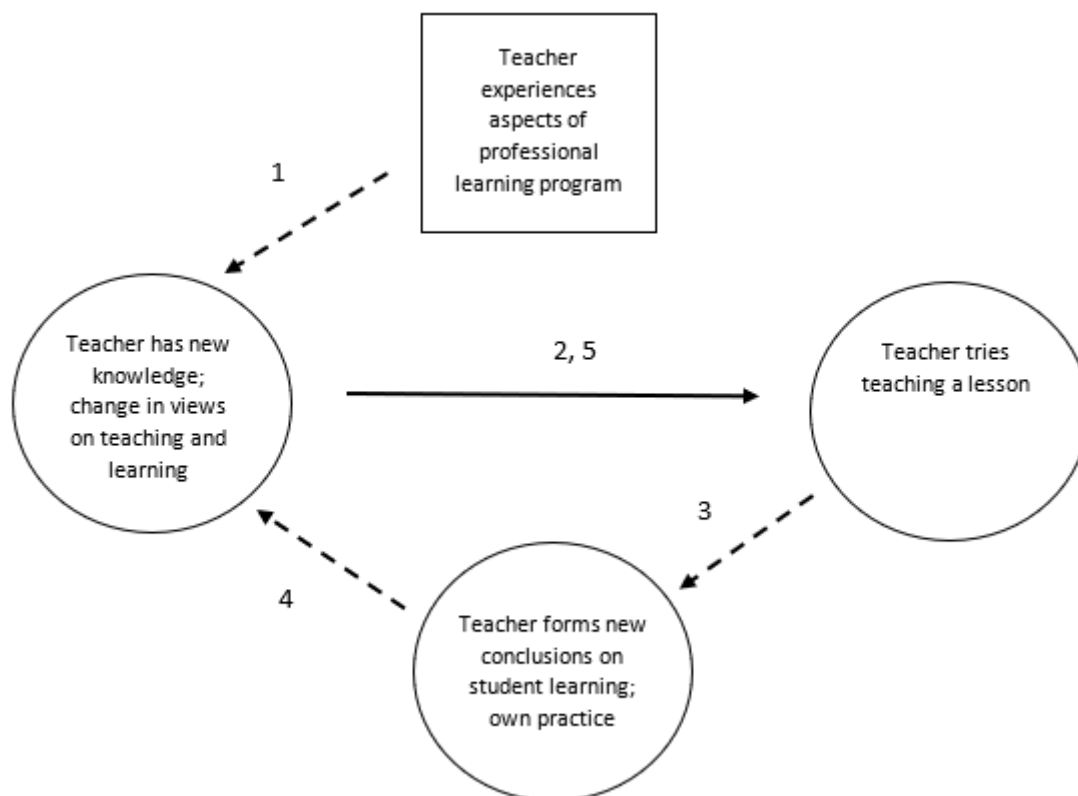 Teacher
experiences
aspects of
professional
learning program
1
Teacher has new
knowledge;
change in views
on teaching and
learning
2, 5
Teacher tries
teaching a lesson
3
4
Teacher forms new
conclusions on
student learning;
own practice